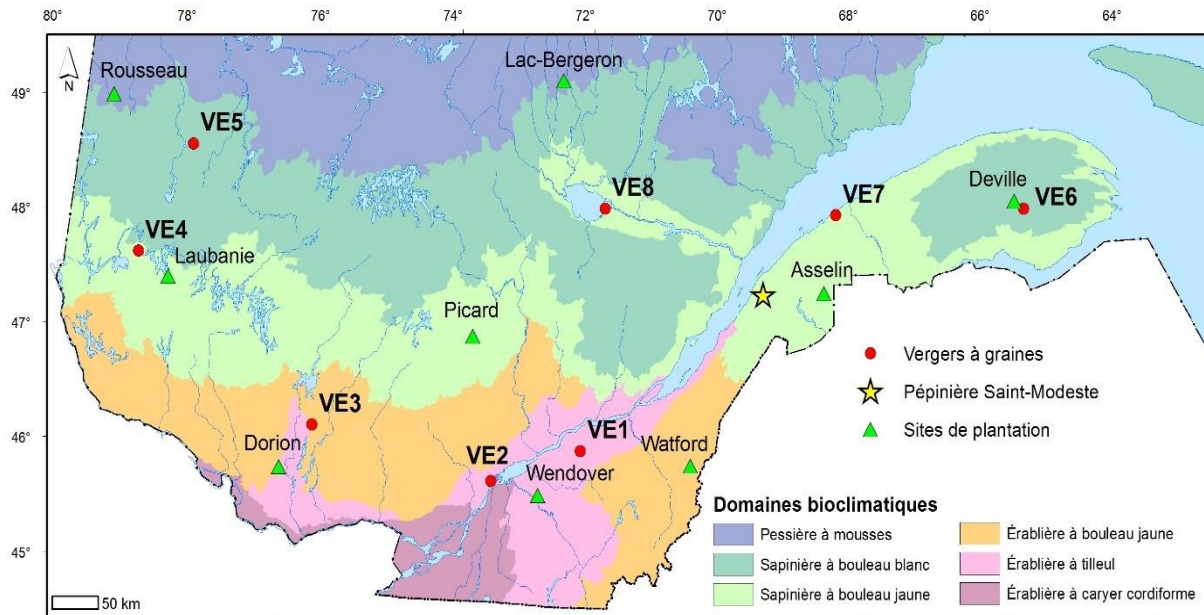 80° 78° 76° 74° 72° 70° 68° 66° 64°
49°
48°
47°
46°
45°
N
Rousseau
Lac-Bergeron
VE5
VE8
VE7
Deville
VE6
VE4
Laubanie
Asselin
Picard
VE3
Dorion
VE2
VE1
Wendover
Watford
Vergers à graines
Pépinière Saint-Modeste
Sites de plantation
Domaines bioclimatiques
Pessière à mousses
Sapinière à bouleau blanc
Sapinière à bouleau jaune
Érablière à bouleau jaune
Érablière à tilleul
Érablière à caryer cordiforme
50 km